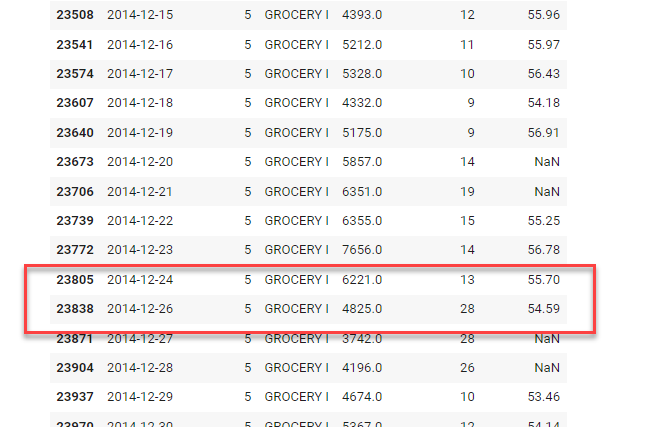 23508 2014-12-15 5 GROCERY I 4393.0 12 55.96
23541 2014-12-16 5 GROCERY I 5212.0 11 55.97
23574 2014-12-17 5 GROCERY I 5328.0 10 56.43
23607 2014-12-18 5 GROCERY I 4332.0 9 54.18
23640 2014-12-19 5 GROCERY I 5175.0 9 56.91
23673 2014-12-20 5 GROCERY I 5857.0 14 NaN
23706 2014-12-21 5 GROCERY I 6351.0 19 NaN
23739 2014-12-22 5 GROCERY I 6355.0 15 55.25
23772 2014-12-23 5 GROCERY I 7656.0 14 56.78
23805 2014-12-24 5 GROCERY I 6221.0 13 55.70
23838 2014-12-26 5 GROCERY I 4825.0 28 54.59
23871 2014-12-27 5 GROCERY I 3742.0 28 NaN
23904 2014-12-28 5 GROCERY I 4196.0 26 NaN
23937 2014-12-29 5 GROCERY I 4674.0 10 53.46
23970 2014-12-30 5 GROCERY I 5367.0 12 54.14